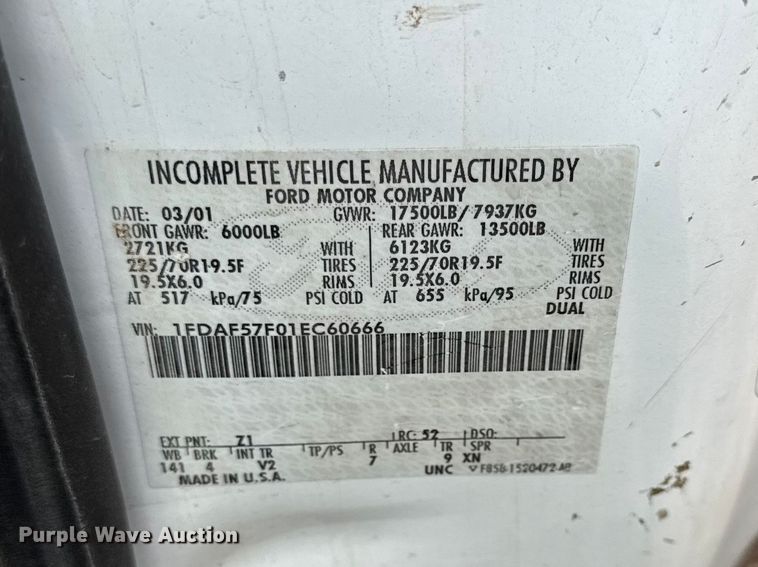 INCOMPLETE VEHICLE MANUFACTURED BY
FORD MOTOR COMPANY
DATE: 03/01 GVWR: 17500LB/ 7937KG
FRONT GAWR: 6000LB REAR GAWR: 13500LB
2721KG WITH 6123KG WITH
225/70R19.5F TIRES 225/70R19.5F TIRES
19.5X6.0 RIMS 19.5X6.0 RIMS
AT 517 kPa/75 PSI COLD AT 655 kPa/95 PSI COLD
DUAL
VIN: 1FDAF57F01EC60666
EXT PNT: Z1 RC: 52 DSO:
WB BRK INT TR TP/PS R AXLE TR SPR
141 4 V2 7 9 XN
MADE IN U.S.A. UNC
Purple Wave Auction